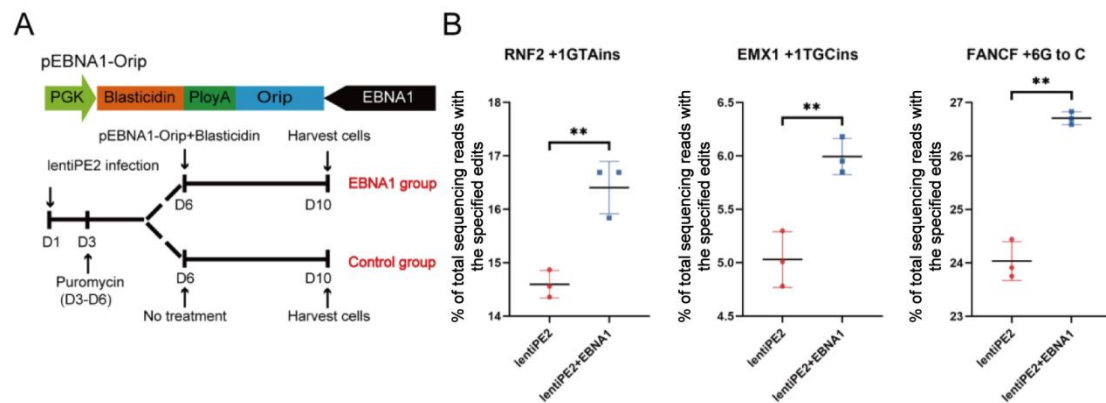 A
pEBNA1-Orip
PGK
Blasticidin
PloyA
Orip
EBNA1
pEBNA1-Orip+Blasticidin
Harvest cells
lentiPE2 infection
D6
D10
EBNA1 group
D1
D3
Puromycin
(D3-D6)
D6
D10
Control group
No treatment
Harvest cells
B
RNF2 +1GTAins
% of total sequencing reads with
the specified edits
18
17
16
15
14
**
lentiPE2
lentiPE2+EBNA1
EMX1 +1TGCins
% of total sequencing reads with
the specified edits
6.5
6.0
5.5
5.0
4.5
**
lentiPE2
lentiPE2+EBNA1
FANCF +6G to C
% of total sequencing reads with
the specified edits
27
26
25
24
23
**
lentiPE2
lentiPE2+EBNA1